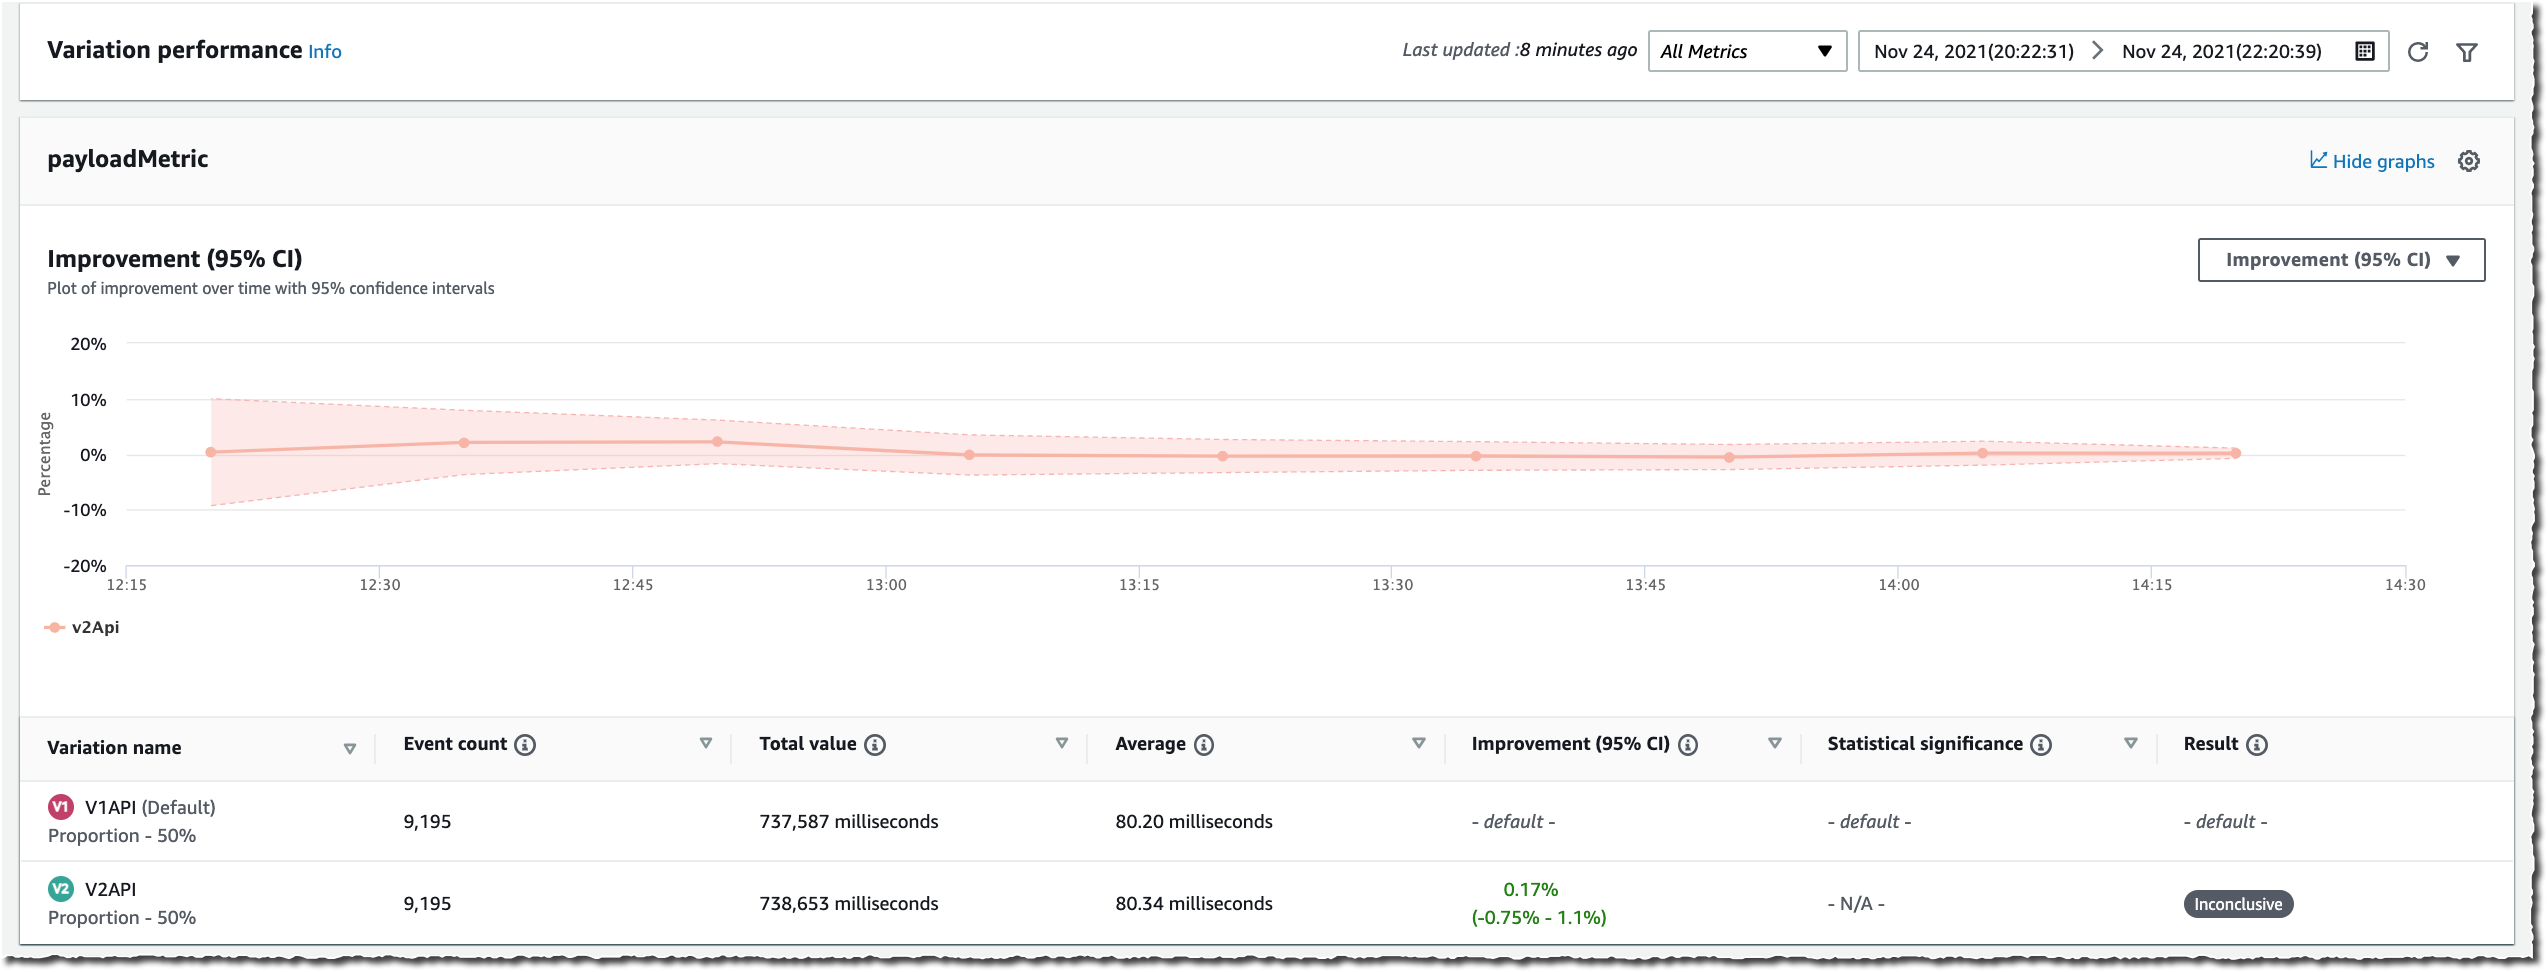 Variation performance Info
Last updated :8 minutes ago
All Metrics
Nov 24, 2021(20:22:31)
Nov 24, 2021(22:20:39)
payloadMetric
Hide graphs
Improvement (95% CI)
Plot of improvement over time with 95% confidence intervals
Improvement (95% CI)
Percentage
20%
10%
0%
-10%
-20%
12:15 12:30 12:45 13:00 13:15 13:30 13:45 14:00 14:15 14:30
v2Api
Variation name Event count Total value Average Improvement (95% CI) Statistical significance Result
V1 V1API (Default)
Proportion - 50%
9,195 737,587 milliseconds 80.20 milliseconds - default - - default - - default -
V2 V2API
Proportion - 50%
9,195 738,653 milliseconds 80.34 milliseconds
0.17%
(-0.75% - 1.1%)
- N/A - Inconclusive